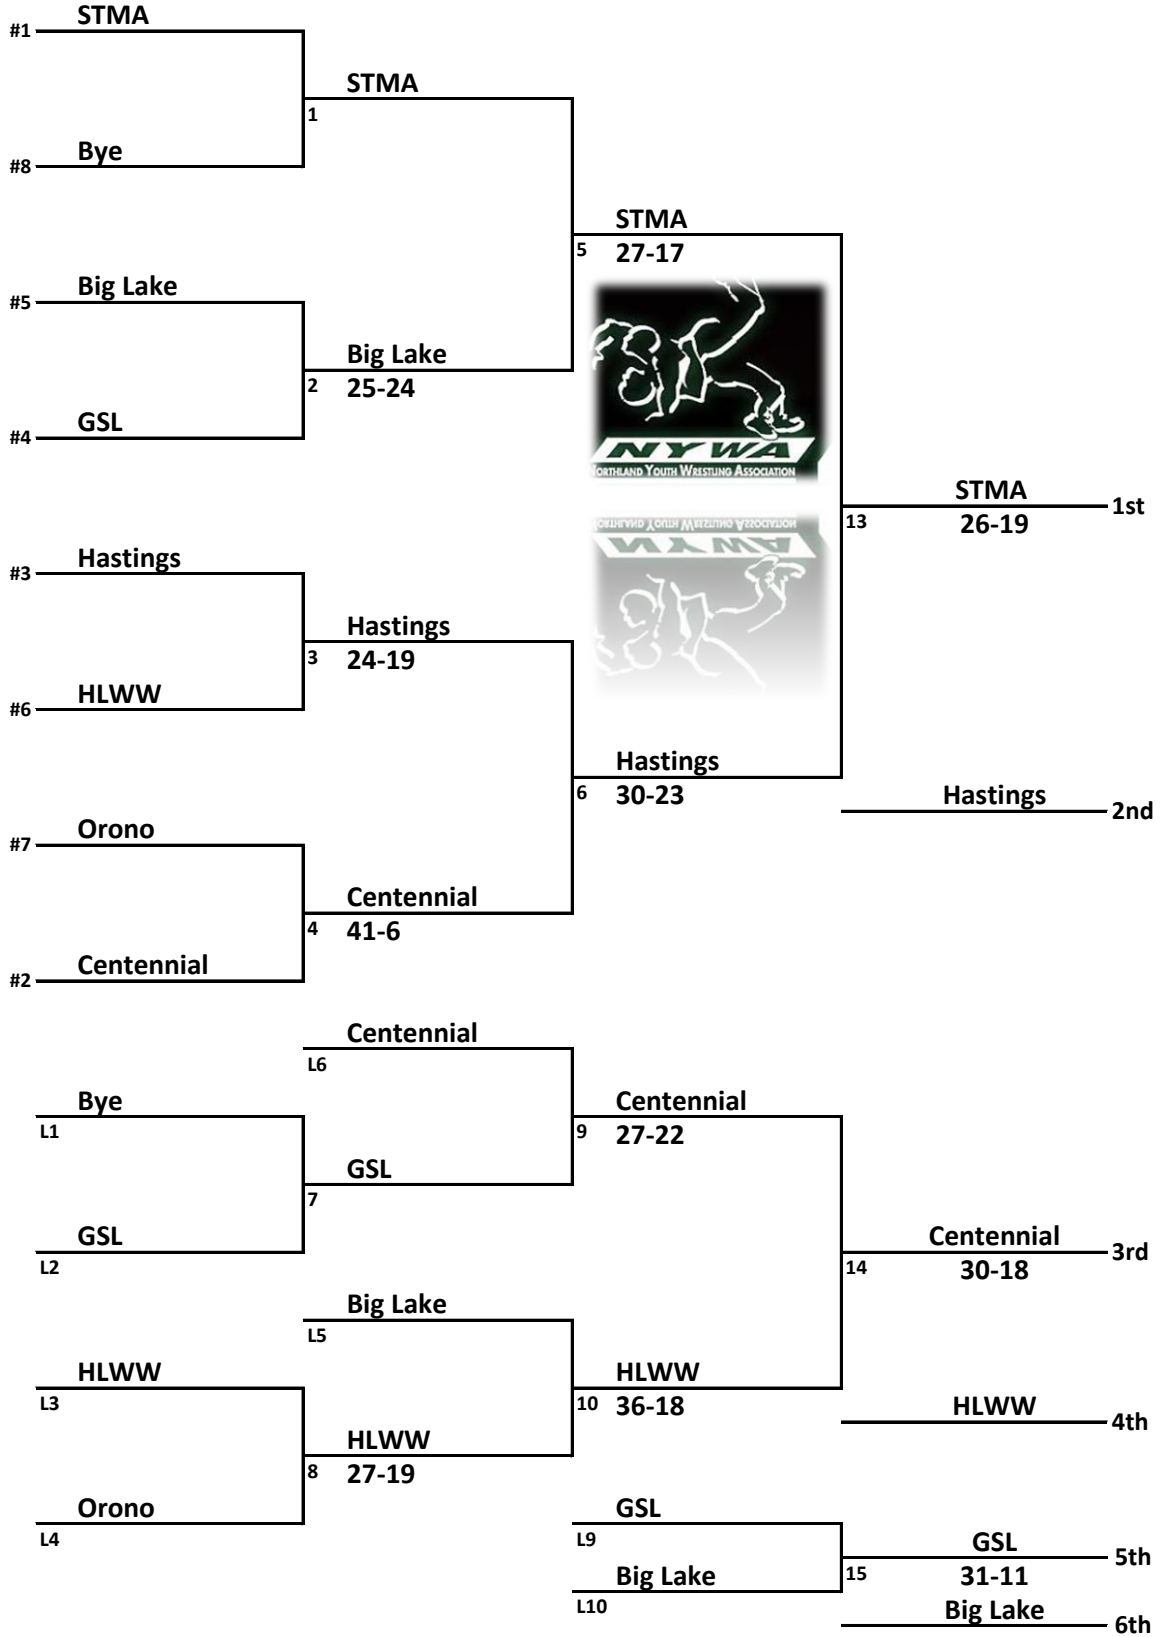 STMA
#1
STMA
1
Bye
#8
STMA
5
27-17
Big Lake
#5
Big Lake
2
25-24
GSL
#4
NYWA
NORTHLAND YOUTH WRESTLING ASSOCIATION
STMA
1st
13
26-19
Hastings
#3
Hastings
3
24-19
HLWW
#6
Hastings
6
30-23
Hastings
2nd
Orono
#7
Centennial
4
41-6
Centennial
#2
Centennial
L6
Bye
L1
Centennial
9
27-22
GSL
7
GSL
L2
Centennial
3rd
14
30-18
Big Lake
L5
HLWW
L3
HLWW
10
36-18
HLWW
4th
HLWW
8
27-19
Orono
L4
GSL
L9
GSL
5th
15
31-11
Big Lake
L10
Big Lake
6th